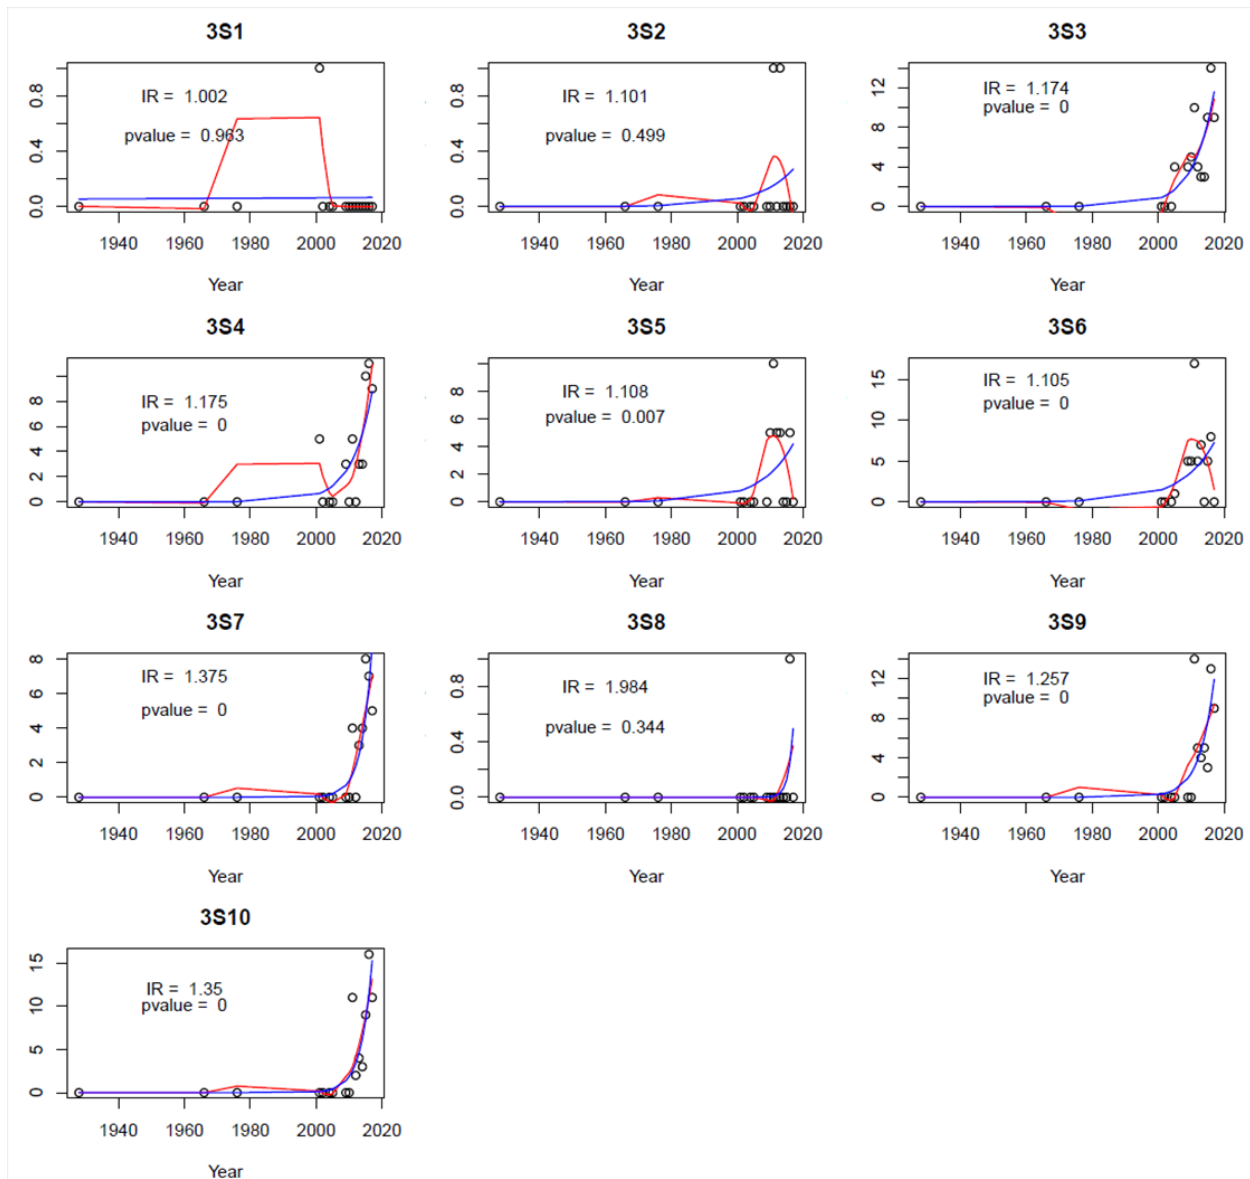 3S1
IR = 1.002
pvalue = 0.963
0.0 0.4 0.8
1940 1960 1980 2000 2020
Year
3S2
IR = 1.101
pvalue = 0.499
0.0 0.4 0.8
1940 1960 1980 2000 2020
Year
3S3
IR = 1.174
pvalue = 0
0 4 8 12
1940 1960 1980 2000 2020
Year
3S4
IR = 1.175
pvalue = 0
0 2 4 6 8
1940 1960 1980 2000 2020
Year
3S5
IR = 1.108
pvalue = 0.007
0 2 4 6 8
1940 1960 1980 2000 2020
Year
3S6
IR = 1.105
pvalue = 0
0 5 10 15
1940 1960 1980 2000 2020
Year
3S7
IR = 1.375
pvalue = 0
0 2 4 6 8
1940 1960 1980 2000 2020
Year
3S8
IR = 1.984
pvalue = 0.344
0.0 0.4 0.8
1940 1960 1980 2000 2020
Year
3S9
IR = 1.257
pvalue = 0
0 4 8 12
1940 1960 1980 2000 2020
Year
3S10
IR = 1.35
pvalue = 0
0 5 10 15
1940 1960 1980 2000 2020
Year